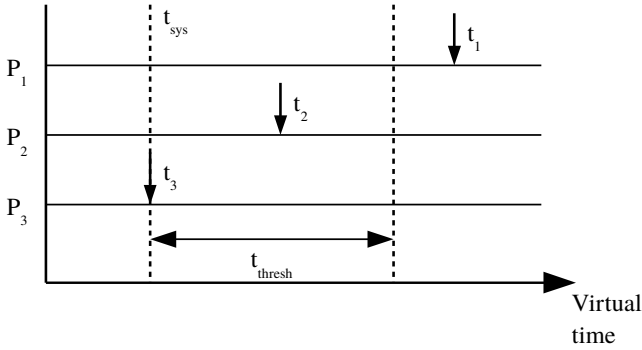 t_sys
t_1
P_1
t_2
P_2
t_3
P_3
t_thresh
Virtual
time